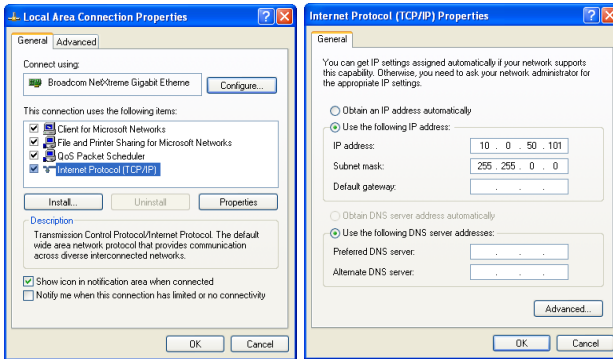 Local Area Connection Properties
General
Advanced
Connect using:
Broadcom NetXtreme Gigabit Etherne
Configure...
This connection uses the following items:
Client for Microsoft Networks
File and Printer Sharing for Microsoft Networks
QoS Packet Scheduler
Internet Protocol (TCP/IP)
Install...
Uninstall
Properties
Description
Transmission Control Protocol/Internet Protocol. The default
wide area network protocol that provides communication
across diverse interconnected networks.
Show icon in notification area when connected
Notify me when this connection has limited or no connectivity
OK
Cancel
Internet Protocol (TCP/IP) Properties
General
You can get IP settings assigned automatically if your network supports
this capability. Otherwise, you need to ask your network administrator for
the appropriate IP settings.
Obtain an IP address automatically
Use the following IP address:
IP address: 10 . 0 . 50 . 101
Subnet mask: 255 . 255 . 0 . 0
Default gateway: . . .
Obtain DNS server address automatically
Use the following DNS server addresses:
Preferred DNS server: . . .
Alternate DNS server: . . .
Advanced...
OK
Cancel